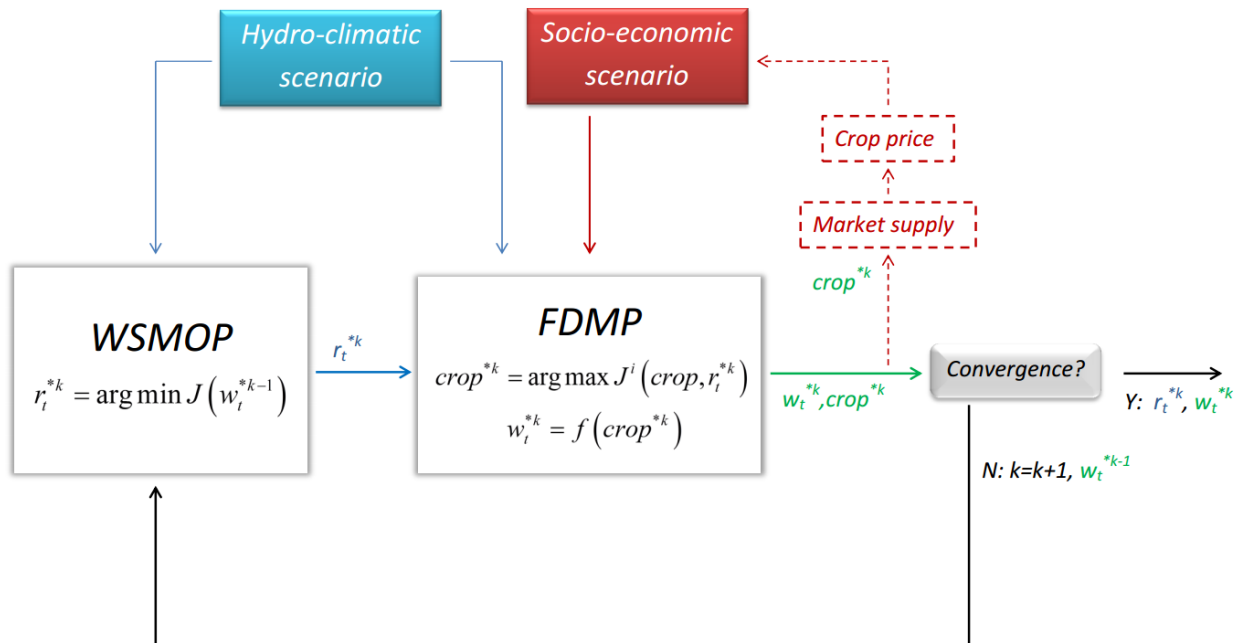 Hydro-climatic
scenario
Socio-economic
scenario
Crop price
Market supply
crop*k
WSMOP
r_t^{*k} = arg min J(w_t^{*k-1})
r_t^{*k}
FDMP
crop^{*k} = arg max J^i(crop, r_t^{*k})
w_t^{*k} = f(crop^{*k})
w_t^{*k},crop^{*k}
Convergence?
Y: r_t^{*k}, w_t^{*k}
N: k=k+1, w_t^{*k-1}